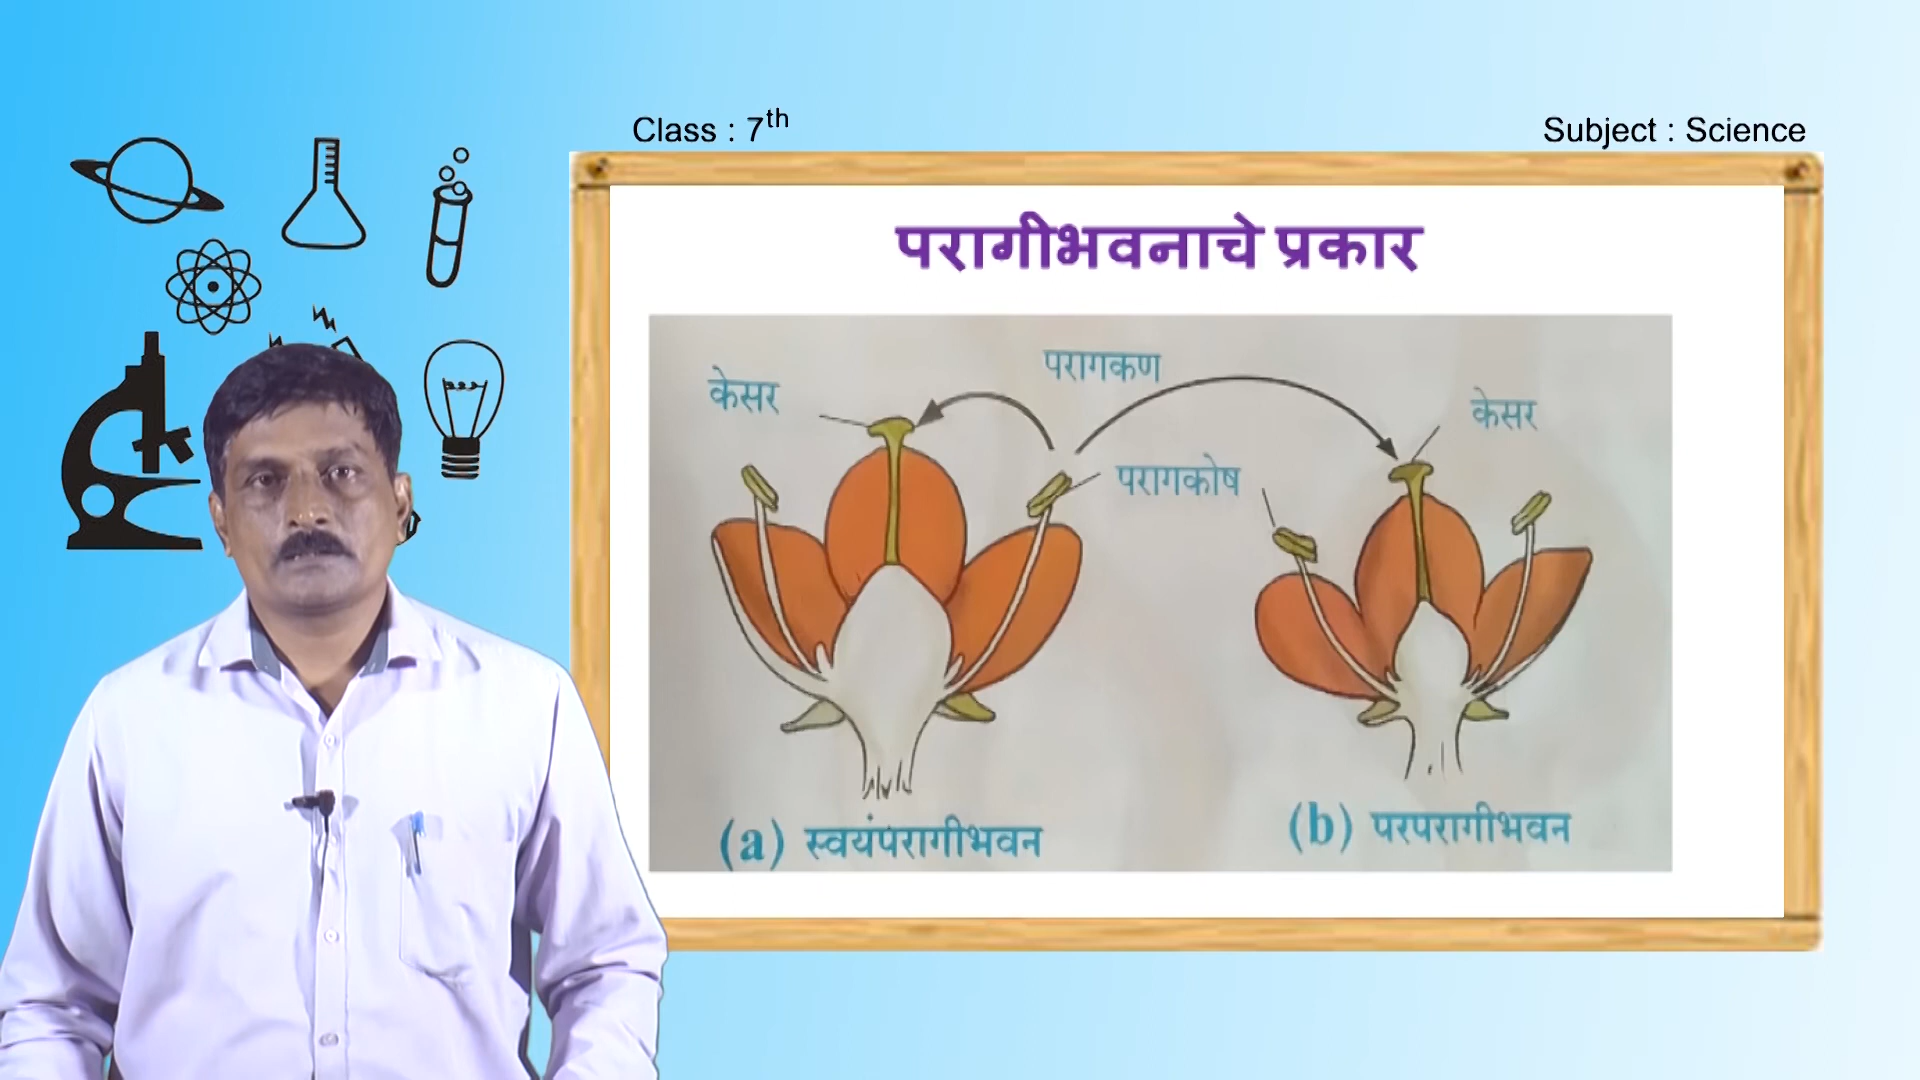 Class : 7th
Subject : Science
परागीभवनाचे प्रकार
केसर
परागकण
केसर
परागकोष
(a) स्वयंपरागीभवन
(b) परपरागीभवन